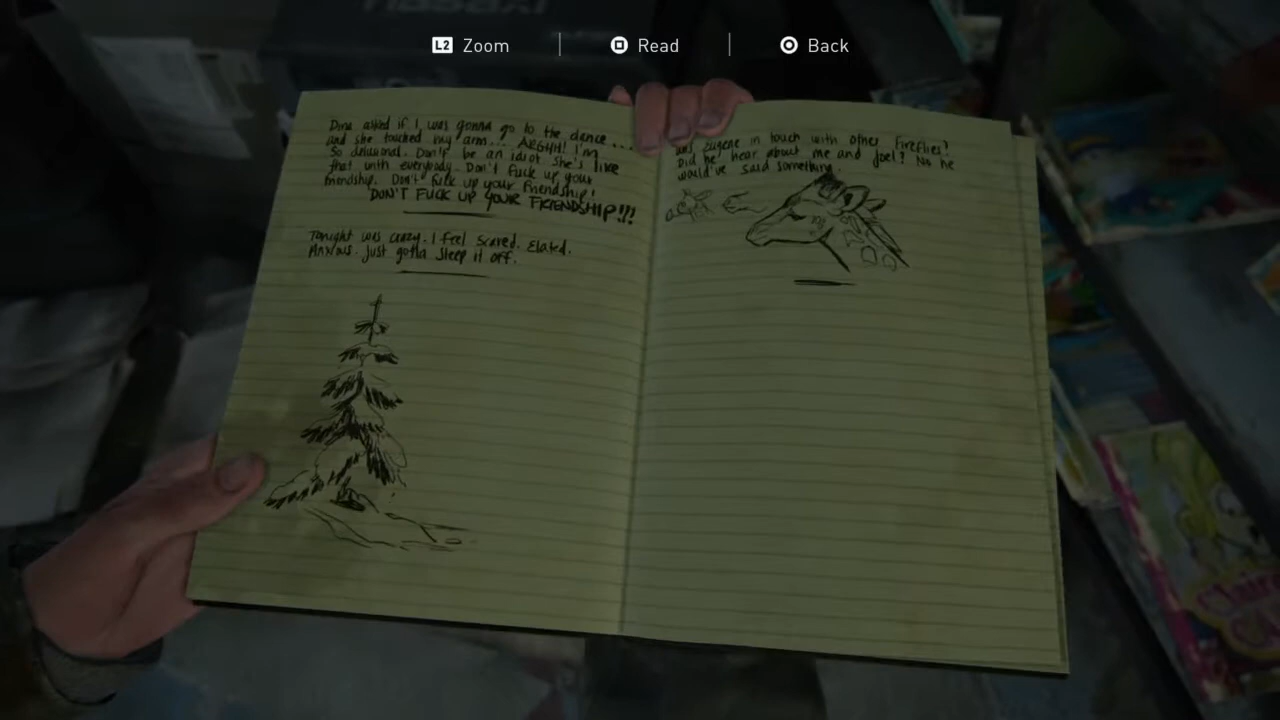 L2 Zoom
Read
Back
Dina asked if I was gonna go to the dance...
and she touched my arm... ARGH!! I'm
so delusional. Don't be an idiot she's like
that with everybody. Don't fuck up your
friendship. Don't fuck up your friendship!
DON'T FUCK UP YOUR FRIENDSHIP!!!
Tonight was crazy. I feel scared. Elated.
Anxious. Just gotta sleep it off.
Was Eugene in touch with other Fireflies?
Did he hear about me and Joel? No he
would've said something.